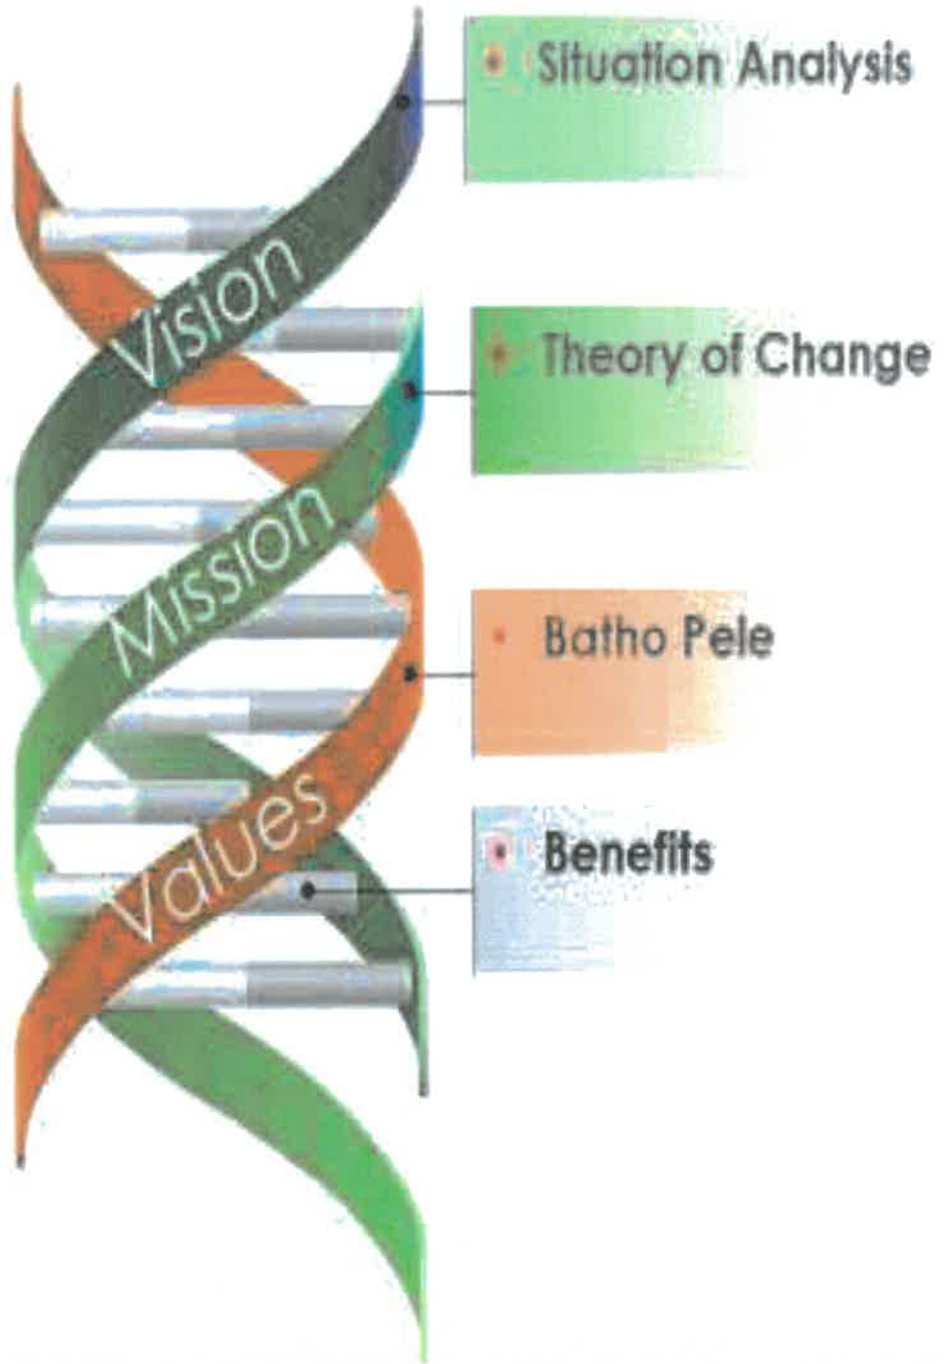 Situation Analysis
Vision
Theory of Change
Mission
Batho Pele
Values
Benefits